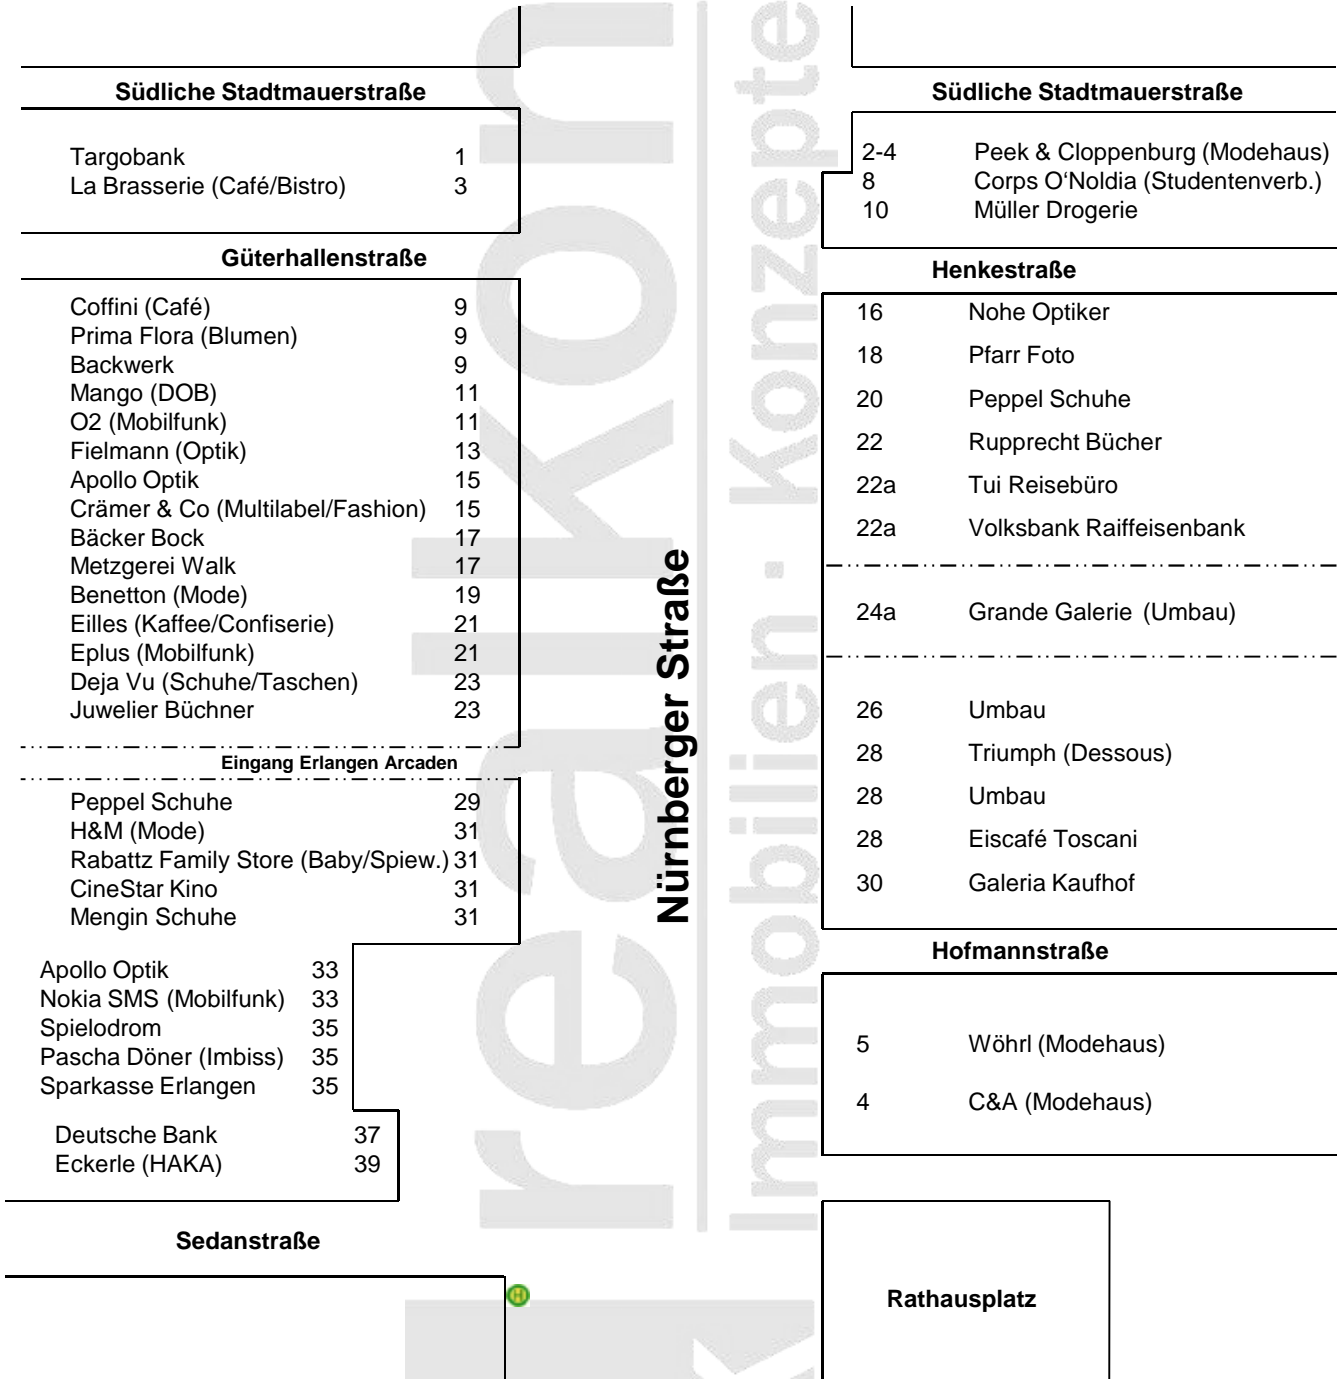 Südliche Stadtmauerstraße
Targobank 1
La Brasserie (Café/Bistro) 3
Güterhallenstraße
Coffini (Café) 9
Prima Flora (Blumen) 9
Backwerk 9
Mango (DOB) 11
O2 (Mobilfunk) 11
Fielmann (Optik) 13
Apollo Optik 15
Crämer & Co (Multilabel/Fashion) 15
Bäcker Bock 17
Metzgerei Walk 17
Benetton (Mode) 19
Eilles (Kaffee/Confiserie) 21
Eplus (Mobilfunk) 21
Deja Vu (Schuhe/Taschen) 23
Juwelier Büchner 23
Eingang Erlangen Arcaden
Peppel Schuhe 29
H&M (Mode) 31
Rabattz Family Store (Baby/Spiew.) 31
CineStar Kino 31
Mengin Schuhe 31
Apollo Optik 33
Nokia SMS (Mobilfunk) 33
Spielodrom 35
Pascha Döner (Imbiss) 35
Sparkasse Erlangen 35
Deutsche Bank 37
Eckerle (HAKA) 39
Sedanstraße
H
Nürnberger Straße
realkon
Immobilien · Konzepte
k
Südliche Stadtmauerstraße
2-4 Peek & Cloppenburg (Modehaus)
8 Corps O‘Noldia (Studentenverb.)
10 Müller Drogerie
Henkestraße
16 Nohe Optiker
18 Pfarr Foto
20 Peppel Schuhe
22 Rupprecht Bücher
22a Tui Reisebüro
22a Volksbank Raiffeisenbank
24a Grande Galerie (Umbau)
26 Umbau
28 Triumph (Dessous)
28 Umbau
28 Eiscafé Toscani
30 Galeria Kaufhof
Hofmannstraße
5 Wöhrl (Modehaus)
4 C&A (Modehaus)
Rathausplatz